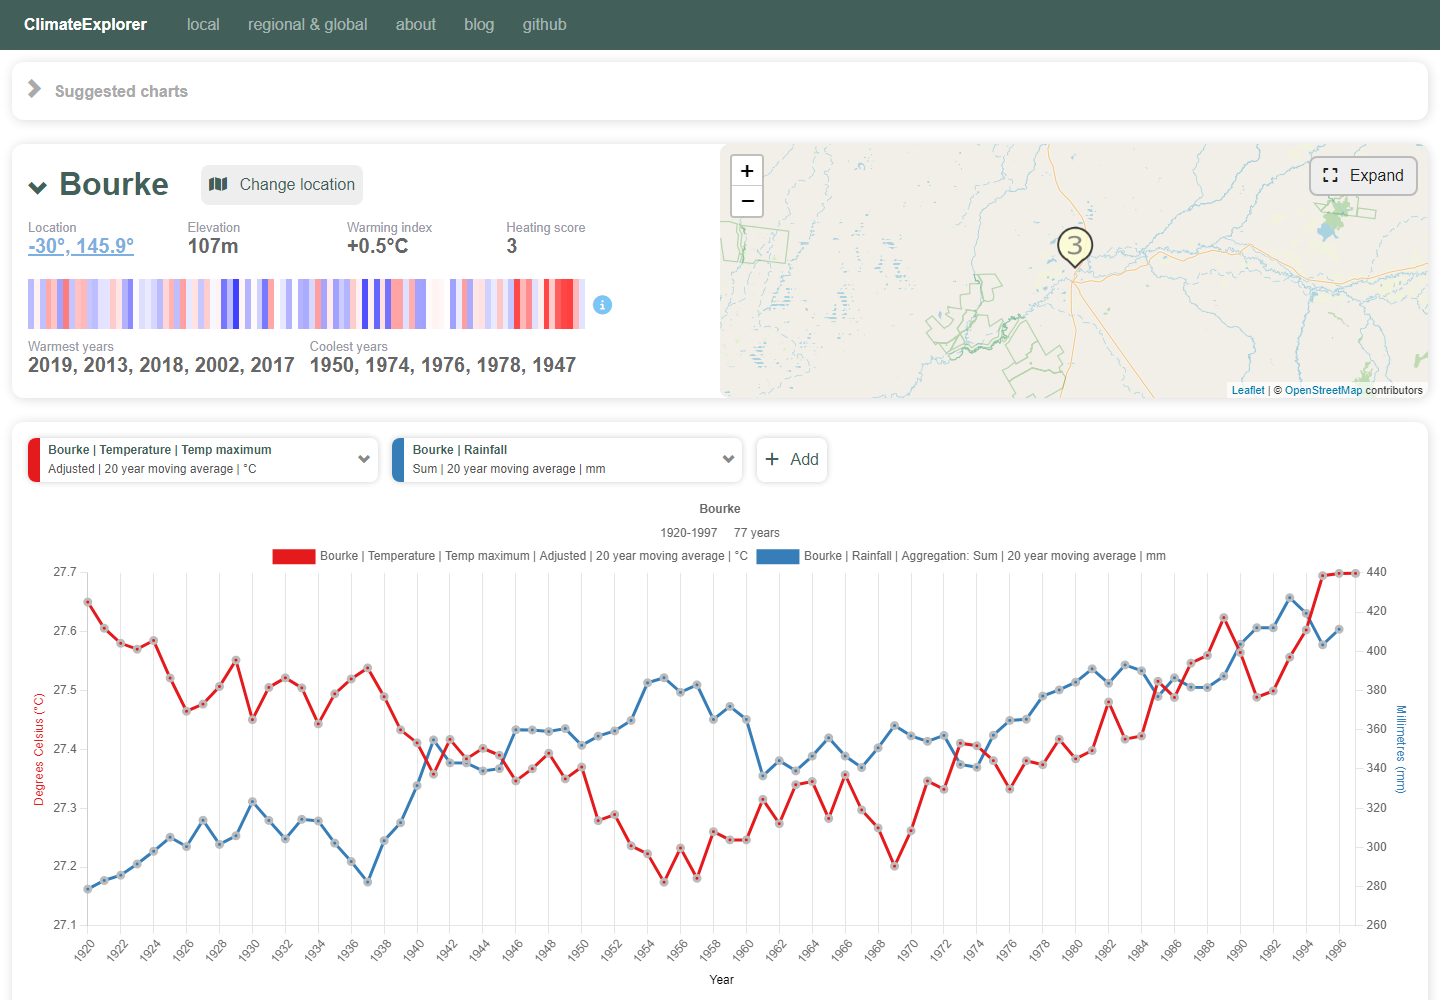 ClimateExplorer local regional & global about blog github
Suggested charts
Bourke Change location
Location Elevation Warming index Heating score
-30°, 145.9° 107m +0.5°C 3
Warmest years Coolest years
2019, 2013, 2018, 2002, 2017 1950, 1974, 1976, 1978, 1947
+
−
Expand
3
Leaflet | © OpenStreetMap contributors
Bourke | Temperature | Temp maximum
Adjusted | 20 year moving average | °C
Bourke | Rainfall
Sum | 20 year moving average | mm
+ Add
Bourke
1920-1997 77 years
Bourke | Temperature | Temp maximum | Adjusted | 20 year moving average | °C Bourke | Rainfall | Aggregation: Sum | 20 year moving average | mm
27.7
27.6
27.5
27.4
27.3
27.2
27.1
Degrees Celsius (°C)
440
420
400
380
360
340
320
300
280
260
Millimetres (mm)
1920 1922 1924 1926 1928 1930 1932 1934 1936 1938 1940 1942 1944 1946 1948 1950 1952 1954 1956 1958 1960 1962 1964 1966 1968 1970 1972 1974 1976 1978 1980 1982 1984 1986 1988 1990 1992 1994 1996
Year